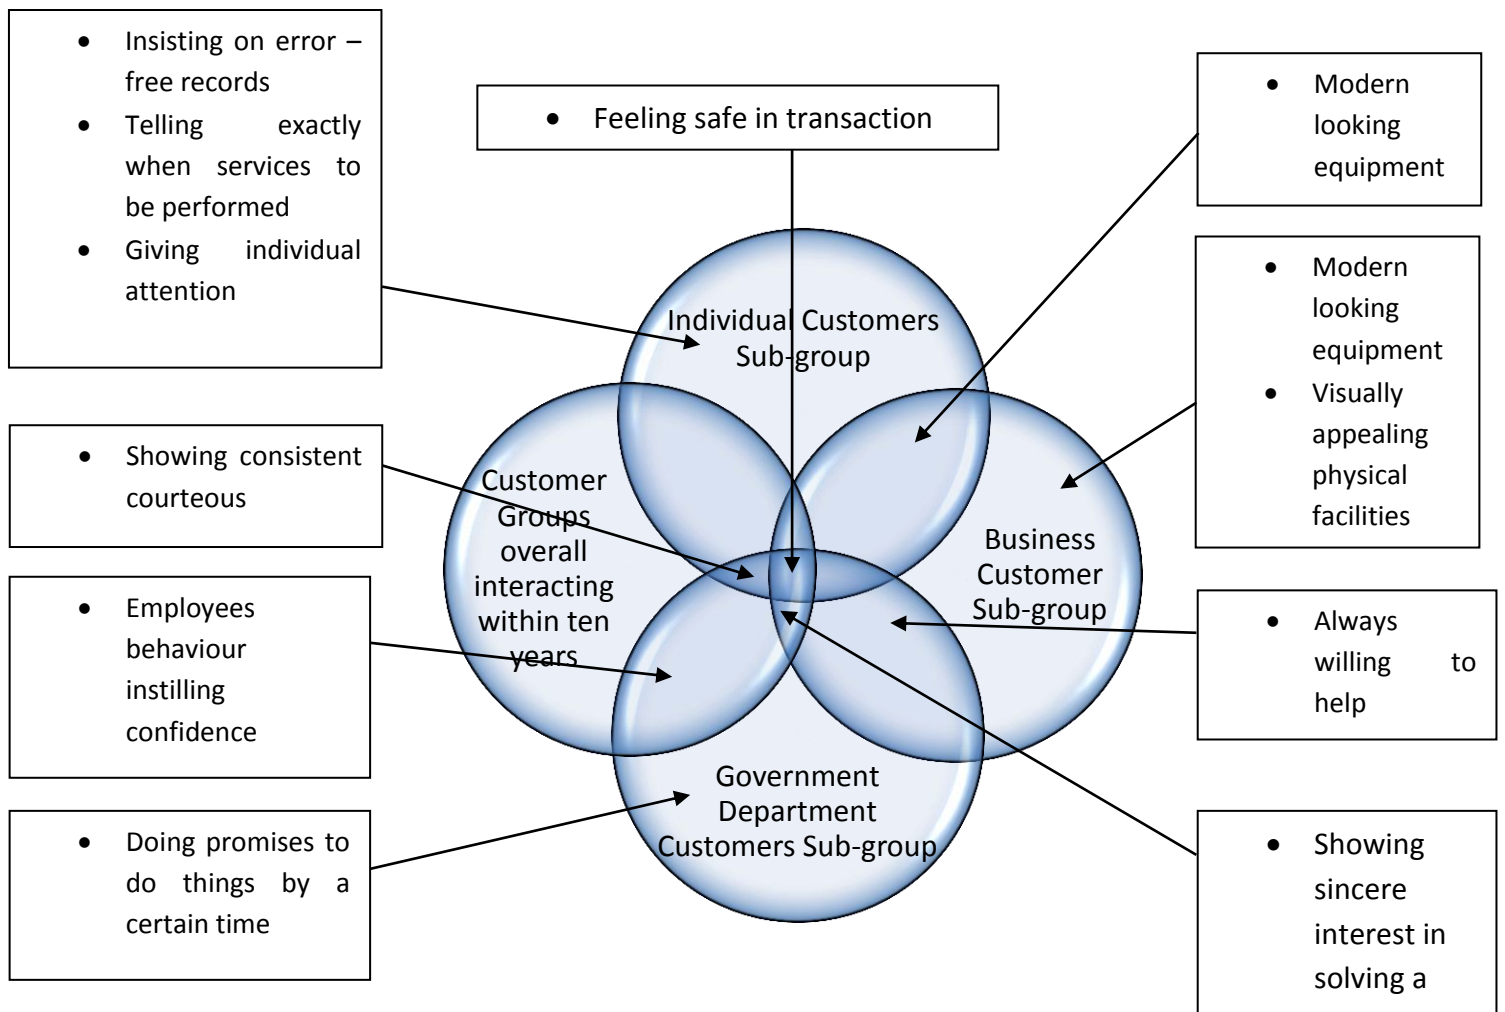 • Insisting on error –
free records
• Telling exactly
when services to
be performed
• Giving individual
attention
• Feeling safe in transaction
• Modern
looking
equipment
• Modern
looking
equipment
• Visually
appealing
physical
facilities
Individual Customers
Sub-group
• Showing consistent
courteous
Customer
Groups
overall
interacting
within ten
years
Business
Customer
Sub-group
• Employees
behaviour
instilling
confidence
• Always
willing to
help
Government
Department
Customers Sub-group
• Doing promises to
do things by a
certain time
• Showing
sincere
interest in
solving a